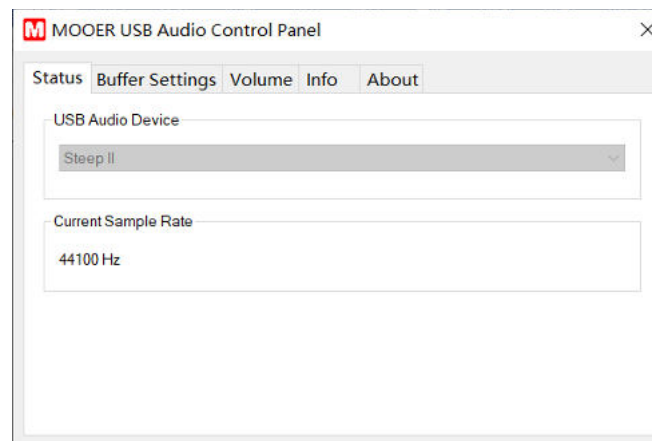 M MOOER USB Audio Control Panel
Status Buffer Settings Volume Info About
USB Audio Device
Steep II
Current Sample Rate
44100 Hz